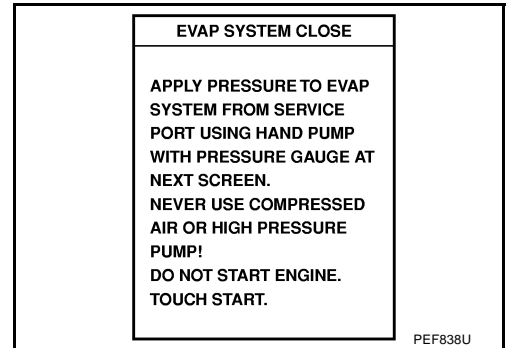 EVAP SYSTEM CLOSE
APPLY PRESSURE TO EVAP
SYSTEM FROM SERVICE
PORT USING HAND PUMP
WITH PRESSURE GAUGE AT
NEXT SCREEN.
NEVER USE COMPRESSED
AIR OR HIGH PRESSURE
PUMP!
DO NOT START ENGINE.
TOUCH START.
PEF838U